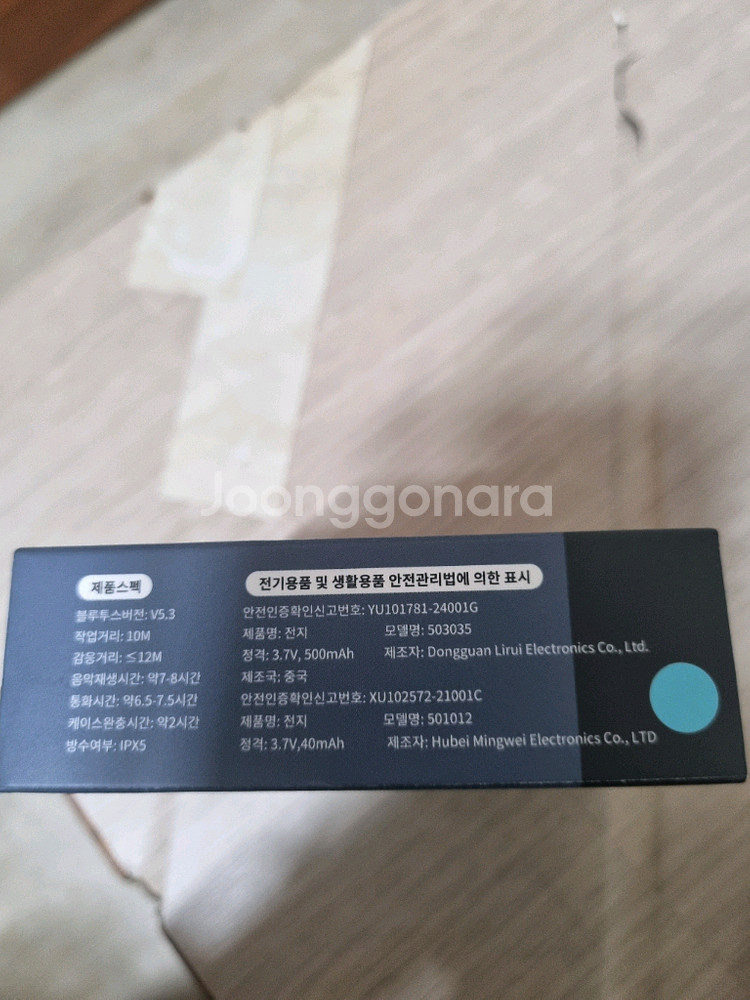 Joonggonara
제품스펙
블루투스버전: V5.3
작업거리: 10M
감응거리: ≤12M
음악재생시간: 약7-8시간
통화시간: 약6.5-7.5시간
케이스완충시간: 약2시간
방수여부: IPX5
전기용품 및 생활용품 안전관리법에 의한 표시
안전인증확인신고번호: YU101781-24001G
제품명: 전지 모델명: 503035
정격: 3.7V, 500mAh 제조자: Dongguan Lirui Electronics Co., Ltd.
제조국: 중국
안전인증확인신고번호: XU102572-21001C
제품명: 전지 모델명: 501012
정격: 3.7V,40mAh 제조자: Hubei Mingwei Electronics Co., LTD